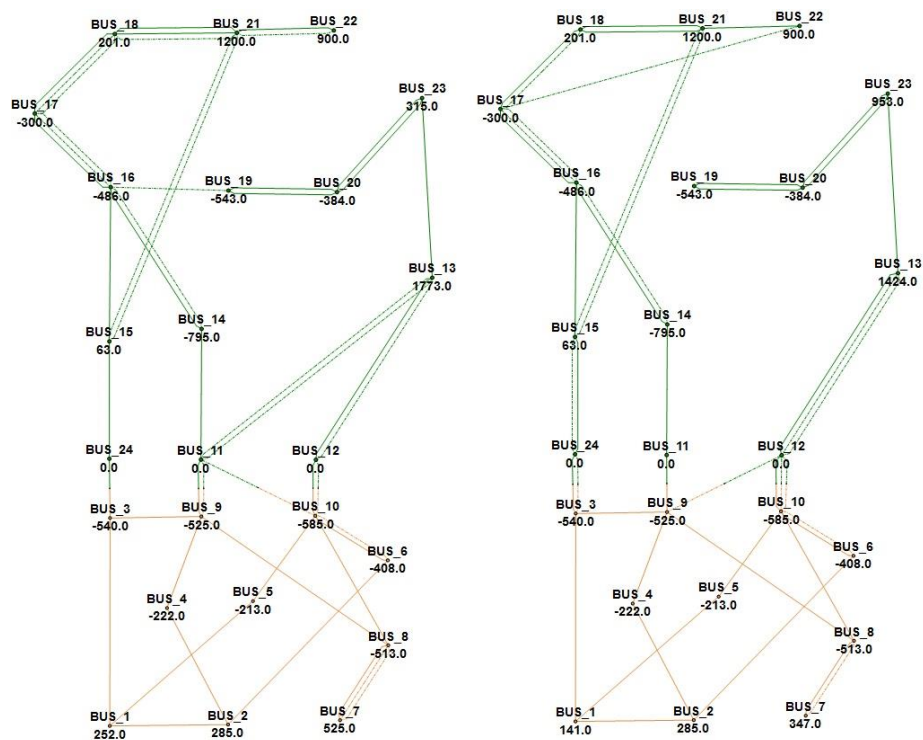 BUS_18
201.0
BUS_21
1200.0
BUS_22
900.0
BUS_23
315.0
BUS_17
-300.0
BUS_16
-486.0
BUS_19
-543.0
BUS_20
-384.0
BUS_13
1773.0
BUS_15
63.0
BUS_14
-795.0
BUS_24
0.0
BUS_11
0.0
BUS_12
0.0
BUS_3
-540.0
BUS_9
-525.0
BUS_10
-585.0
BUS_6
-408.0
BUS_4
-222.0
BUS_5
-213.0
BUS_8
-513.0
BUS_1
252.0
BUS_2
285.0
BUS_7
525.0
BUS_18
201.0
BUS_21
1200.0
BUS_22
900.0
BUS_23
953.0
BUS_17
-300.0
BUS_16
-486.0
BUS_19
-543.0
BUS_20
-384.0
BUS_13
1424.0
BUS_15
63.0
BUS_14
-795.0
BUS_24
0.0
BUS_11
0.0
BUS_12
0.0
BUS_3
-540.0
BUS_9
-525.0
BUS_10
-585.0
BUS_6
-408.0
BUS_4
-222.0
BUS_5
-213.0
BUS_8
-513.0
BUS_1
141.0
BUS_2
285.0
BUS_7
347.0